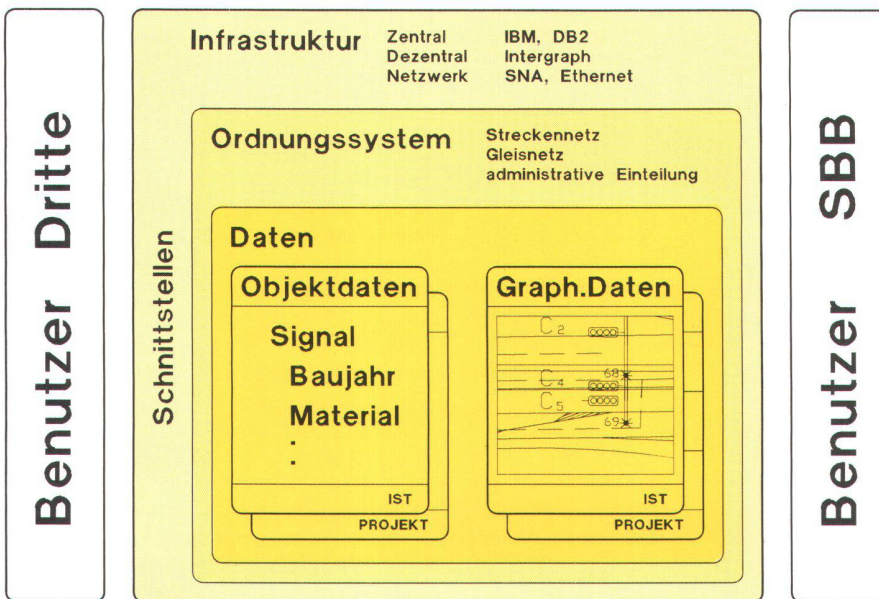 Benutzer Dritte
Infrastruktur
Zentral IBM, DB2
Dezentral Intergraph
Netzwerk SNA, Ethernet
Ordnungssystem
Streckennetz
Gleisnetz
administrative Einteilung
Schnittstellen
Daten
Objektdaten
Signal
Baujahr
Material
:
IST
PROJEKT
Graph.Daten
C2
68
C4
C5
69
IST
PROJEKT
Benutzer SBB